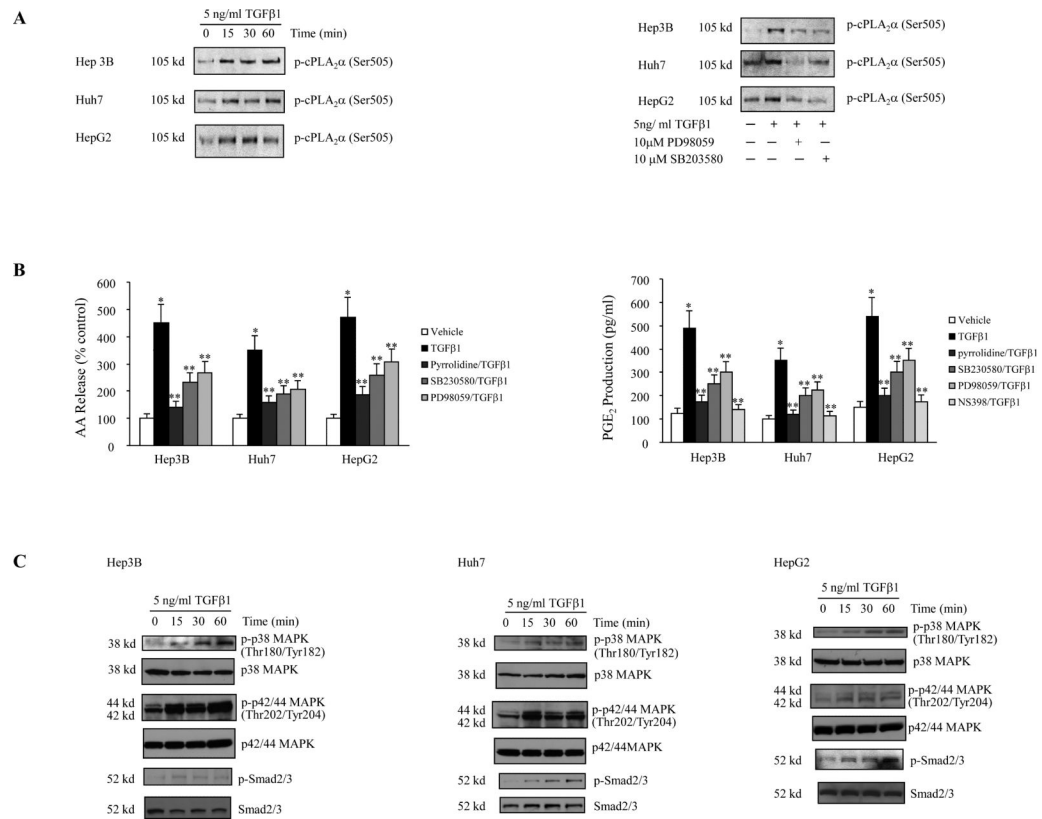 A
5 ng/ml TGFβ1
0 15 30 60 Time (min)
Hep 3B 105 kd p-cPLA₂α (Ser505)
Huh7 105 kd p-cPLA₂α (Ser505)
HepG2 105 kd p-cPLA₂α (Ser505)
Hep3B 105 kd p-cPLA₂α (Ser505)
Huh7 105 kd p-cPLA₂α (Ser505)
HepG2 105 kd p-cPLA₂α (Ser505)
5ng/ ml TGFβ1 — + + +
10μM PD98059 — — + —
10 μM SB203580 — — — +
B
AA Release (% control)
600
500
400
300
200
100
0
* ** ** **
* ** ** **
* ** ** **
Hep3B Huh7 HepG2
Vehicle
TGFβ1
Pyrrolidine/TGFβ1
SB230580/TGFβ1
PD98059/TGFβ1
PGE₂ Production (pg/ml)
700
600
500
400
300
200
100
0
* ** ** ** **
* ** ** ** **
* ** ** ** **
Hep3B Huh7 HepG2
Vehicle
TGFβ1
pyrrolidine/TGFβ1
SB230580/TGFβ1
PD98059/TGFβ1
NS398/TGFβ1
C
Hep3B
5 ng/ml TGFβ1
0 15 30 60 Time (min)
38 kd p-p38 MAPK
(Thr180/Tyr182)
38 kd p38 MAPK
44 kd p-p42/44 MAPK
42 kd (Thr202/Tyr204)
p42/44 MAPK
52 kd p-Smad2/3
52 kd Smad2/3
Huh7
5 ng/ml TGFβ1
0 15 30 60 Time (min)
38 kd p-p38 MAPK
(Thr180/Tyr182)
38 kd p38 MAPK
44 kd p-p42/44 MAPK
42 kd (Thr202/Tyr204)
p42/44MAPK
52 kd p-Smad2/3
52 kd Smad2/3
HepG2
5 ng/ml TGFβ1
0 15 30 60 Time (min)
38 kd p-p38 MAPK
(Thr180/Tyr182)
38 kd p38 MAPK
44 kd p-p42/44 MAPK
42 kd (Thr202/Tyr204)
p42/44 MAPK
52 kd p-Smad2/3
52 kd Smad2/3